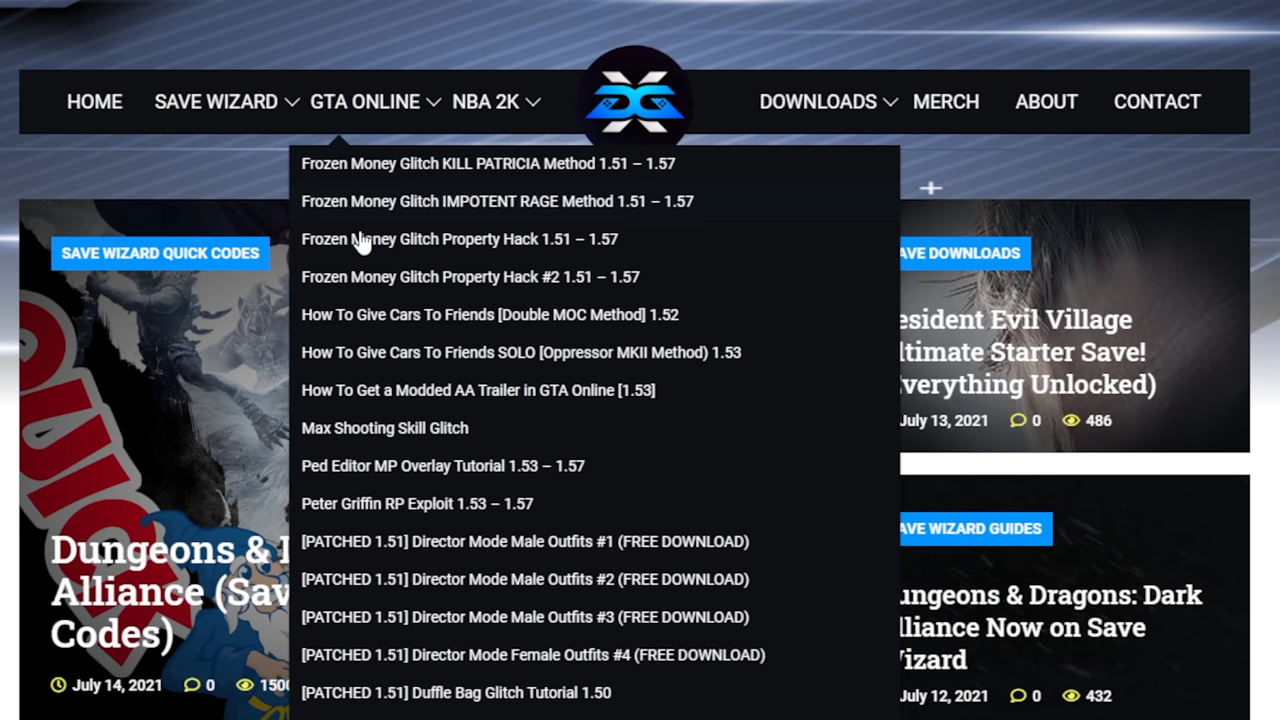 HOME
SAVE WIZARD
GTA ONLINE
NBA 2K
DOWNLOADS
MERCH
ABOUT
CONTACT
Frozen Money Glitch KILL PATRICIA Method 1.51 – 1.57
Frozen Money Glitch IMPOTENT RAGE Method 1.51 – 1.57
Frozen Money Glitch Property Hack 1.51 – 1.57
Frozen Money Glitch Property Hack #2 1.51 – 1.57
How To Give Cars To Friends [Double MOC Method] 1.52
How To Give Cars To Friends SOLO [Oppressor MKII Method) 1.53
How To Get a Modded AA Trailer in GTA Online [1.53]
Max Shooting Skill Glitch
Ped Editor MP Overlay Tutorial 1.53 – 1.57
Peter Griffin RP Exploit 1.53 – 1.57
[PATCHED 1.51] Director Mode Male Outfits #1 (FREE DOWNLOAD)
[PATCHED 1.51] Director Mode Male Outfits #2 (FREE DOWNLOAD)
[PATCHED 1.51] Director Mode Male Outfits #3 (FREE DOWNLOAD)
[PATCHED 1.51] Director Mode Female Outfits #4 (FREE DOWNLOAD)
[PATCHED 1.51] Duffle Bag Glitch Tutorial 1.50
SAVE WIZARD QUICK CODES
QUICK
Dungeons & D
Alliance (Sav
Codes)
July 14, 2021 0 1500
AVE DOWNLOADS
esident Evil Village
ltimate Starter Save!
verything Unlocked)
July 13, 2021 0 486
AVE WIZARD GUIDES
ungeons & Dragons: Dark
lliance Now on Save
izard
July 12, 2021 0 432